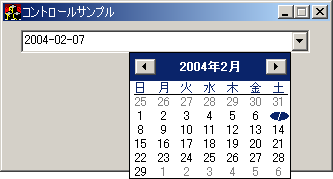 コントロールサンプル
2004-02-07
2004年2月
日 月 火 水 木 金 土
25 26 27 28 29 30 31
1 2 3 4 5 6 7
8 9 10 11 12 13 14
15 16 17 18 19 20 21
22 23 24 25 26 27 28
29 1 2 3 4 5 6